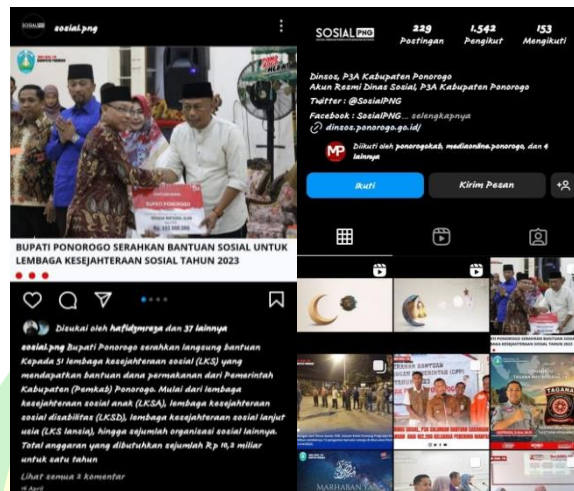 sosial.png
BUPATI PONOROGO SERAHKAN BANTUAN SOSIAL UNTUK
LEMBAGA KESEJAHTERAAN SOSIAL TAHUN 2023
Disukai oleh hafidzmreza dan 37 lainnya
sosial.png Bupati Ponorogo serahkan langsung bantuan
Kepada 51 lembaga kesejahteraan sosial (LKS) yang
mendapatkan bantuan dana permakanan dari Pemerintah
Kabupaten (Pemkab) Ponorogo. Mulai dari lembaga
kesejahteraan sosial anak (LKSA), lembaga kesejahteraan
sosial disabilitas (LKSD), lembaga kesejahteraan sosial lanjut
usia (LKS lansia), hingga sejumlah organisasi sosial lainnya.
Total anggaran yang dibutuhkan sejumlah Rp 10,2 miliar
untuk satu tahun
Lihat semua 2 komentar
SOSIAL PNG
229
Postingan
1.542
Pengikut
153
Mengikuti
Dinsos, P3A Kabupaten Ponorogo
Akun Resmi Dinas Sosial, P3A Kabupaten Ponorogo
Twitter : @SosialPNG
Facebook : SosialPNG... selengkapnya
dinsos.ponorogo.go.id/
MP
Diikuti oleh ponorogokab, mediaonline.ponorogo, dan 4
lainnya
Ikuti
Kirim Pesan
TAGANA
MARHABAN YA